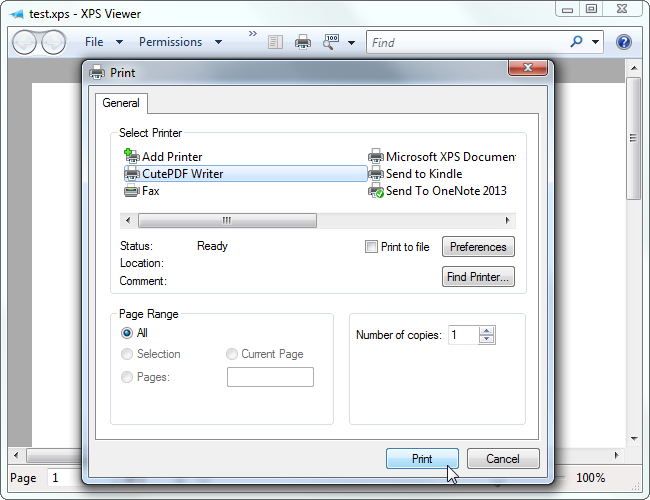 test.xps - XPS Viewer
File Permissions » Find
Print
General
Select Printer
Add Printer Microsoft XPS Documen
CutePDF Writer Send to Kindle
Fax Send To OneNote 2013
Status: Ready Print to file Preferences
Location:
Comment: Find Printer...
Page Range
All Number of copies: 1
Selection Current Page
Pages:
Print Cancel
Page 1 100%